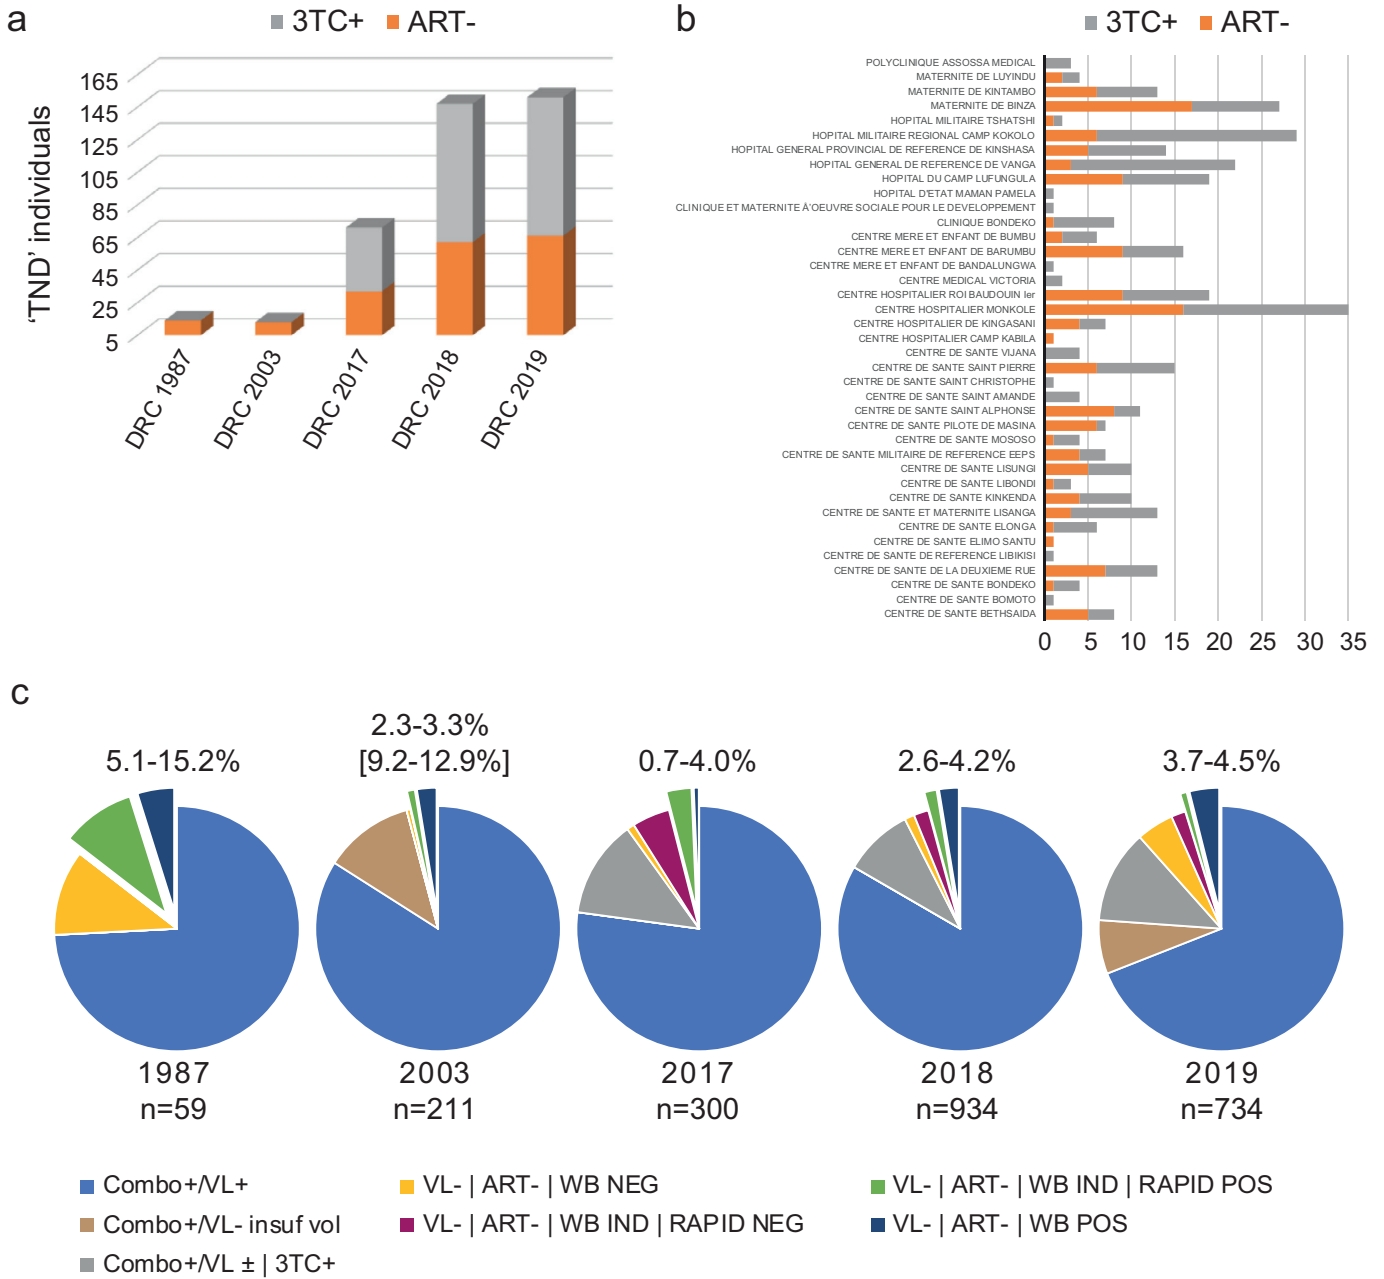 a
3TC+ ART-
'TND' individuals
165
145
125
105
85
65
45
25
5
DRC 1987
DRC 2003
DRC 2017
DRC 2018
DRC 2019
b
3TC+ ART-
POLYCLINIQUE ASSOSSA MEDICAL
MATERNITE DE LUYINDU
MATERNITE DE KINTAMBO
MATERNITE DE BINZA
HOPITAL MILITAIRE TSHATSHI
HOPITAL MILITAIRE REGIONAL CAMP KOKOLO
HOPITAL GENERAL PROVINCIAL DE REFERENCE DE KINSHASA
HOPITAL GENERAL DE REFERENCE DE VANGA
HOPITAL DU CAMP LUFUNGULA
HOPITAL D'ETAT MAMAN PAMELA
CLINIQUE ET MATERNITE À'OEUVRE SOCIALE POUR LE DEVELOPPEMENT
CLINIQUE BONDEKO
CENTRE MERE ET ENFANT DE BUMBU
CENTRE MERE ET ENFANT DE BARUMBU
CENTRE MERE ET ENFANT DE BANDALUNGWA
CENTRE MEDICAL VICTORIA
CENTRE HOSPITALIER ROI BAUDOUIN Ier
CENTRE HOSPITALIER MONKOLE
CENTRE HOSPITALIER DE KINGASANI
CENTRE HOSPITALIER CAMP KABILA
CENTRE DE SANTE VIJANA
CENTRE DE SANTE SAINT PIERRE
CENTRE DE SANTE SAINT CHRISTOPHE
CENTRE DE SANTE SAINT AMANDE
CENTRE DE SANTE SAINT ALPHONSE
CENTRE DE SANTE PILOTE DE MASINA
CENTRE DE SANTE MOSOSO
CENTRE DE SANTE MILITAIRE DE REFERENCE EEPS
CENTRE DE SANTE LISUNGI
CENTRE DE SANTE LIBONDI
CENTRE DE SANTE KINKENDA
CENTRE DE SANTE ET MATERNITE LISANGA
CENTRE DE SANTE ELONGA
CENTRE DE SANTE ELIMO SANTU
CENTRE DE SANTE DE REFERENCE LIBIKISI
CENTRE DE SANTE DE LA DEUXIEME RUE
CENTRE DE SANTE BONDEKO
CENTRE DE SANTE BOMOTO
CENTRE DE SANTE BETHSAIDA
0 5 10 15 20 25 30 35
c
5.1-15.2%
2.3-3.3%
[9.2-12.9%]
0.7-4.0%
2.6-4.2%
3.7-4.5%
1987
n=59
2003
n=211
2017
n=300
2018
n=934
2019
n=734
Combo+/VL+
Combo+/VL- insuf vol
Combo+/VL ± | 3TC+
VL- | ART- | WB NEG
VL- | ART- | WB IND | RAPID NEG
VL- | ART- | WB IND | RAPID POS
VL- | ART- | WB POS